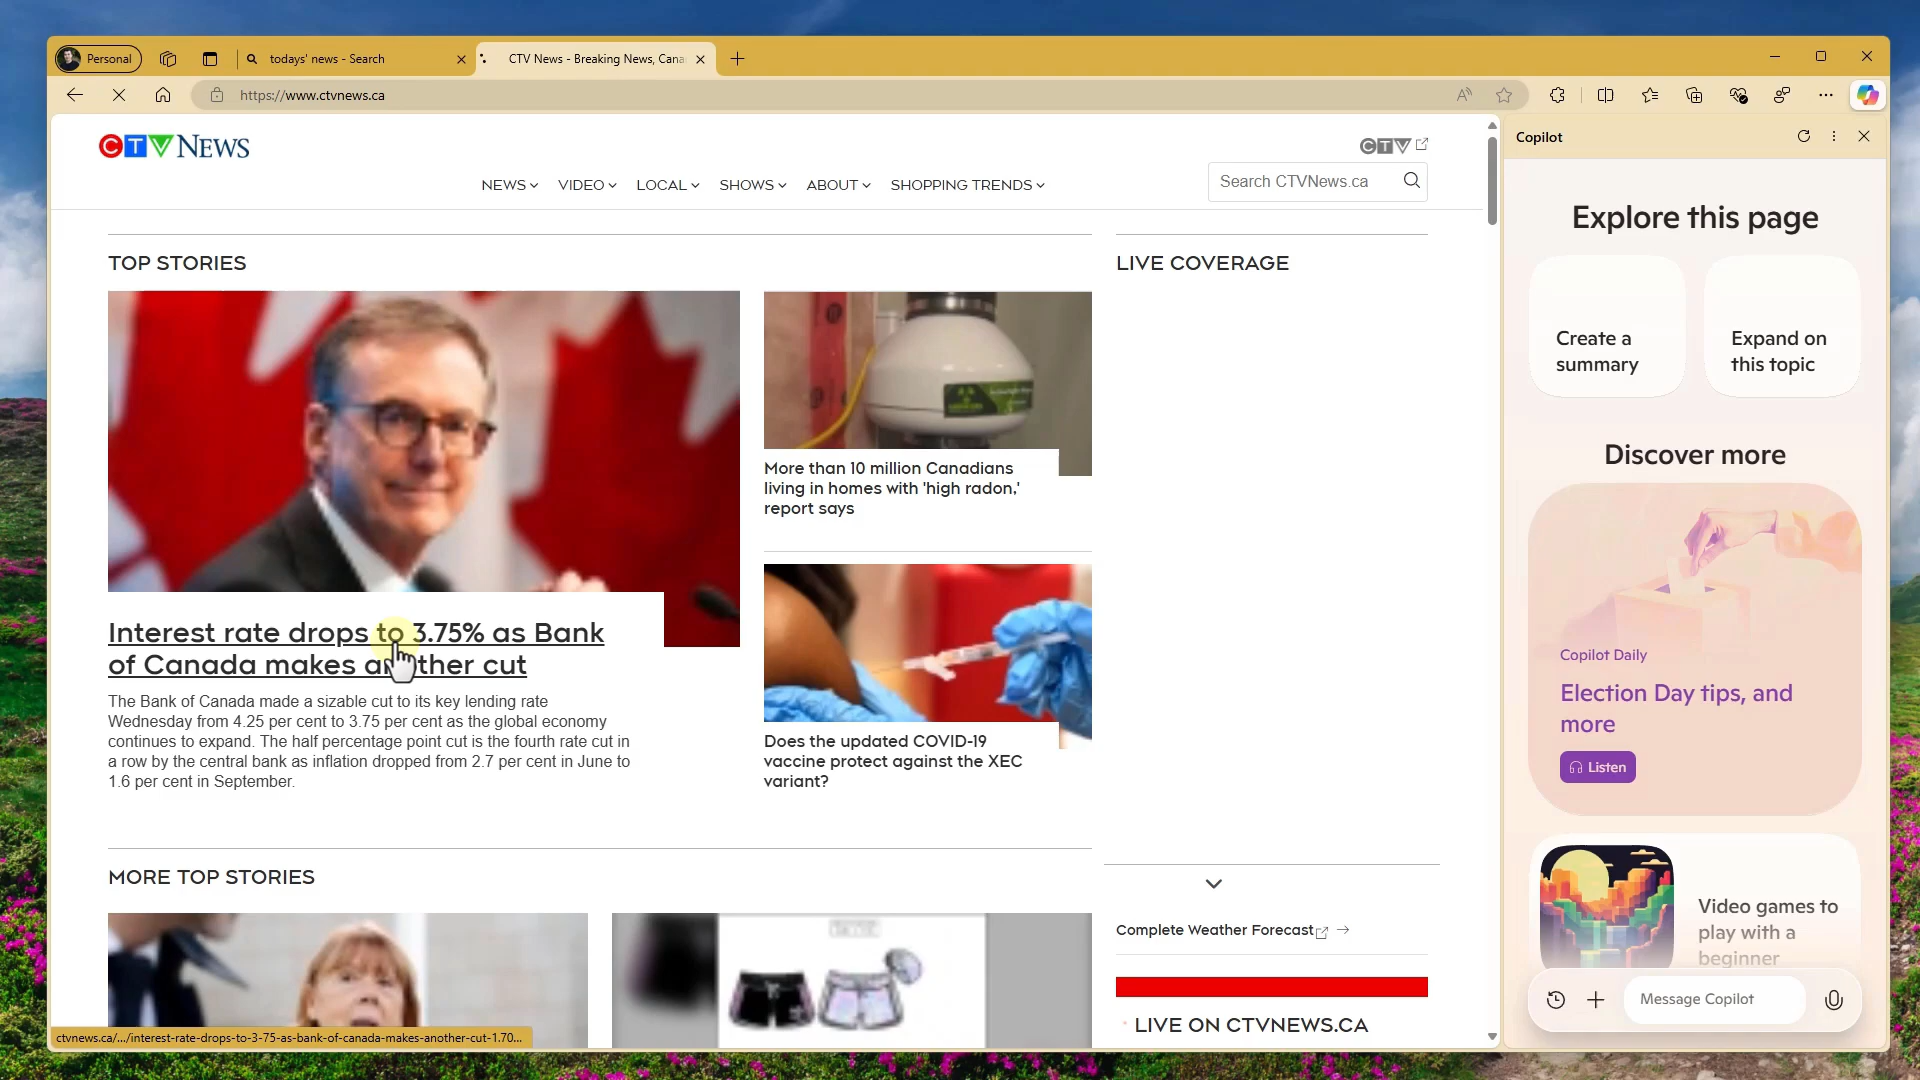 Personal
todays' news - Search
CTV News - Breaking News, Cana
https://www.ctvnews.ca
CTV NEWS
CTV
NEWS
VIDEO
LOCAL
SHOWS
ABOUT
SHOPPING TRENDS
Search CTVNews.ca
TOP STORIES
Interest rate drops to 3.75% as Bank
of Canada makes another cut
The Bank of Canada made a sizable cut to its key lending rate
Wednesday from 4.25 per cent to 3.75 per cent as the global economy
continues to expand. The half percentage point cut is the fourth rate cut in
a row by the central bank as inflation dropped from 2.7 per cent in June to
1.6 per cent in September.
More than 10 million Canadians
living in homes with 'high radon,'
report says
Does the updated COVID-19
vaccine protect against the XEC
variant?
MORE TOP STORIES
LIVE COVERAGE
Complete Weather Forecast
LIVE ON CTVNEWS.CA
ctvnews.ca/.../interest-rate-drops-to-3-75-as-bank-of-canada-makes-another-cut-1.70...
Copilot
Explore this page
Create a
summary
Expand on
this topic
Discover more
Copilot Daily
Election Day tips, and
more
Listen
Video games to
play with a
beginner
Message Copilot